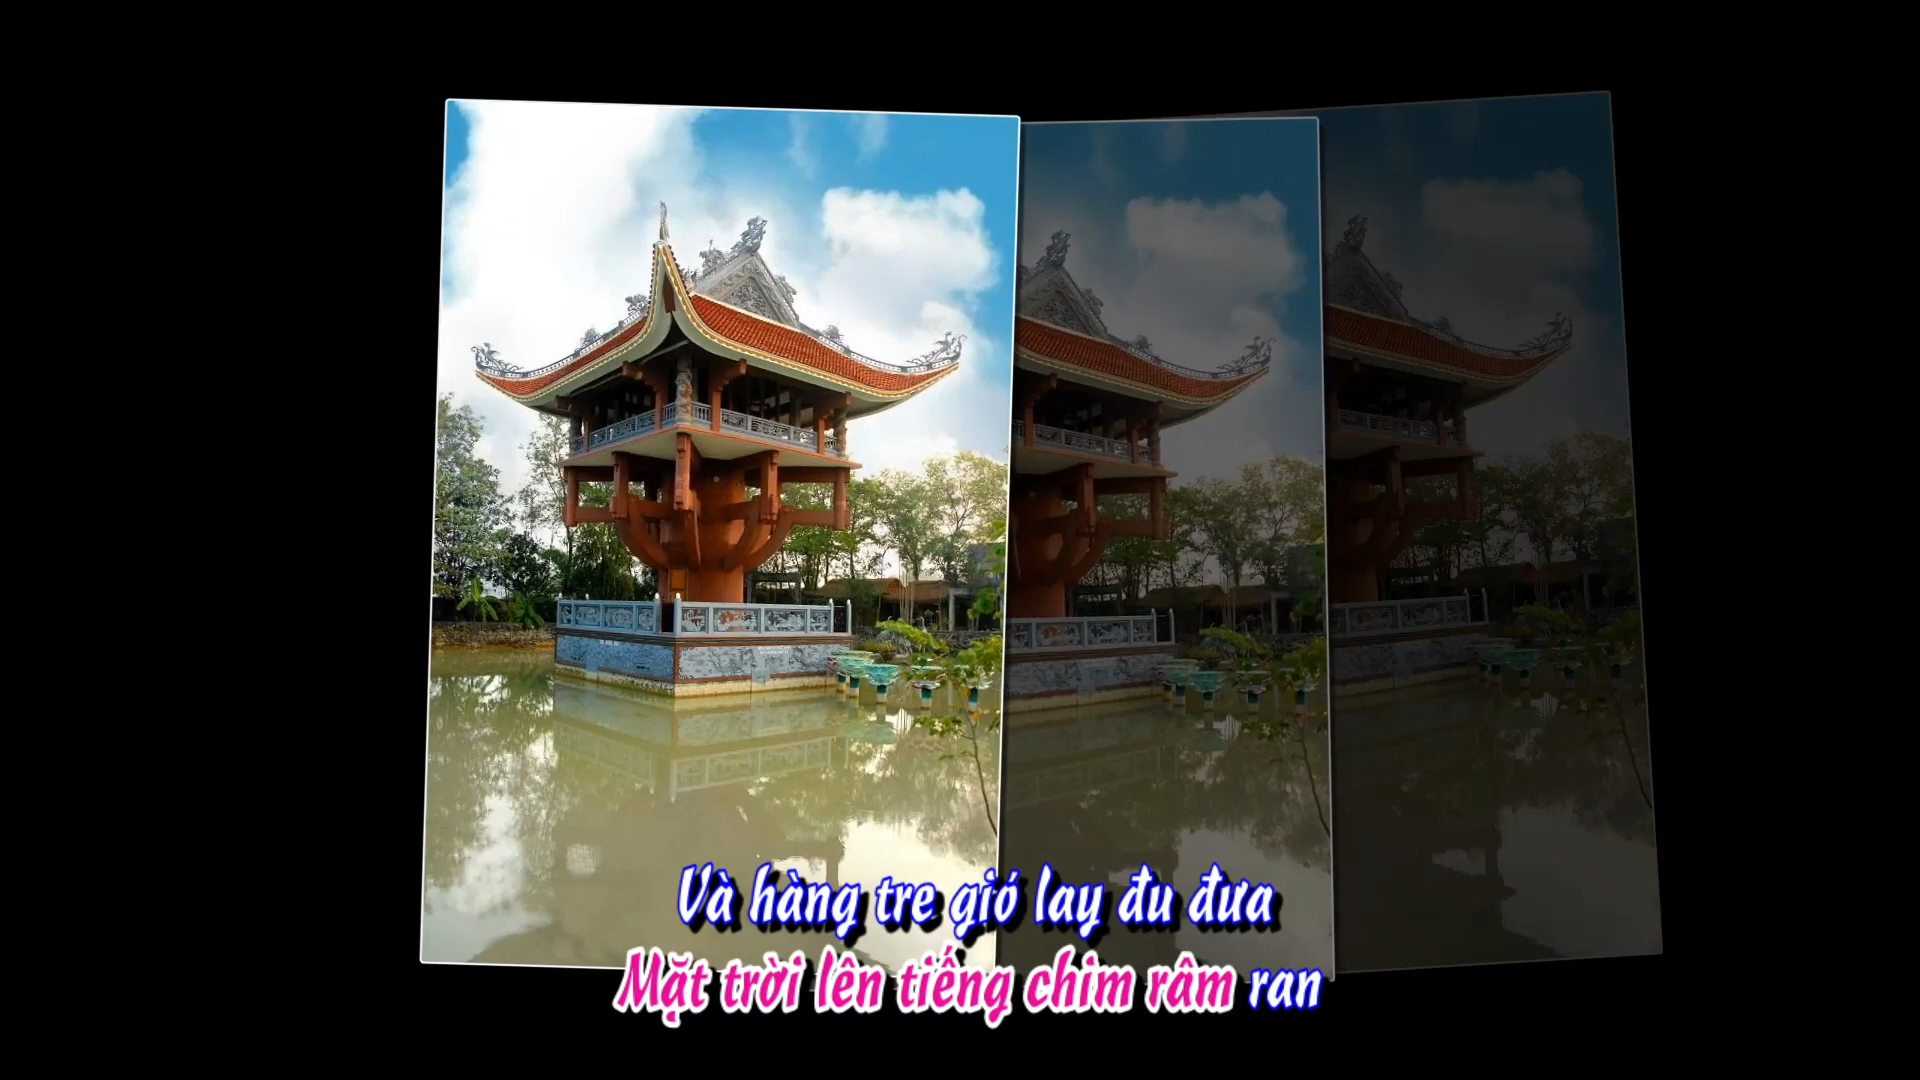 Và hàng tre gió lay đu đưa
Mặt trời lên tiếng chim râm ran